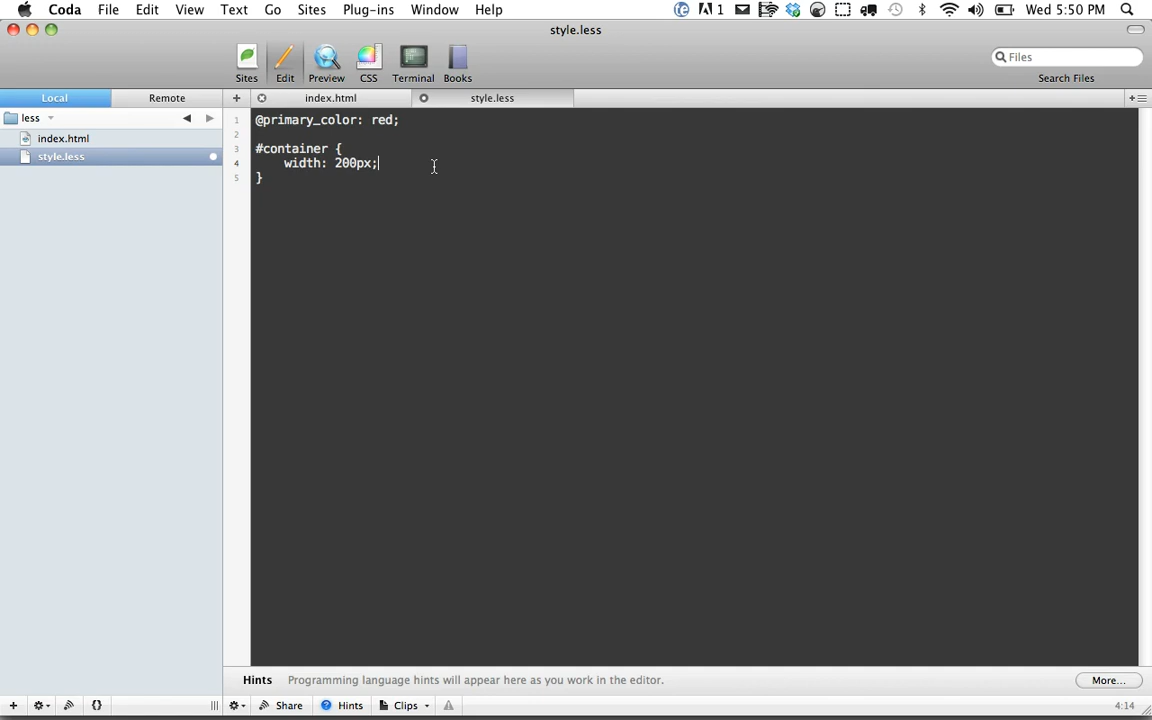 Coda File Edit View Text Go Sites Plug-ins Window Help 1 Wed 5:50 PM
style.less
Sites Edit Preview CSS Terminal Books
Files
Search Files
Local Remote + index.html style.less
less
index.html
style.less
1 @primary_color: red;
2
3 #container {
4 width: 200px;
5 }
Hints Programming language hints will appear here as you work in the editor. More...
Share Hints Clips 4:14